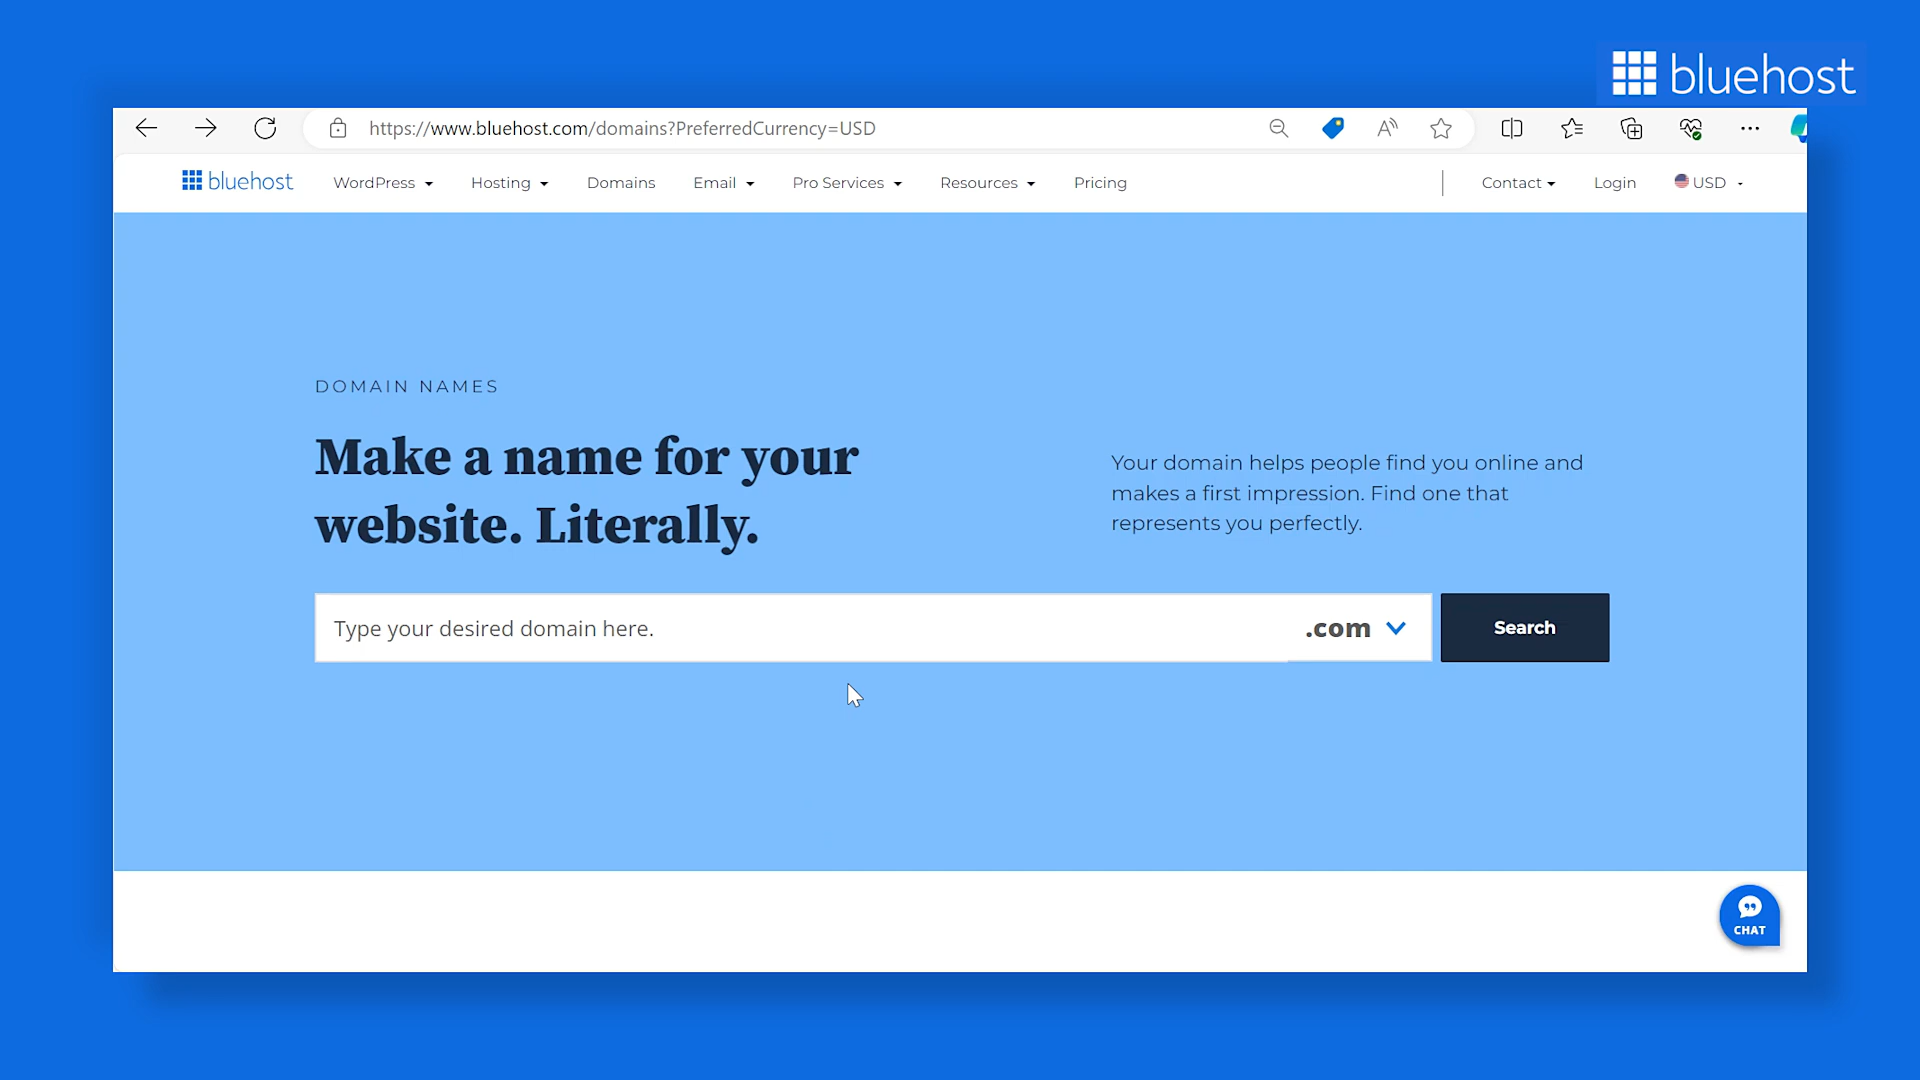 bluehost
https://www.bluehost.com/domains?PreferredCurrency=USD
bluehost WordPress Hosting Domains Email Pro Services Resources Pricing Contact Login USD
DOMAIN NAMES
Make a name for your
website. Literally.
Your domain helps people find you online and
makes a first impression. Find one that
represents you perfectly.
Type your desired domain here. .com Search
CHAT